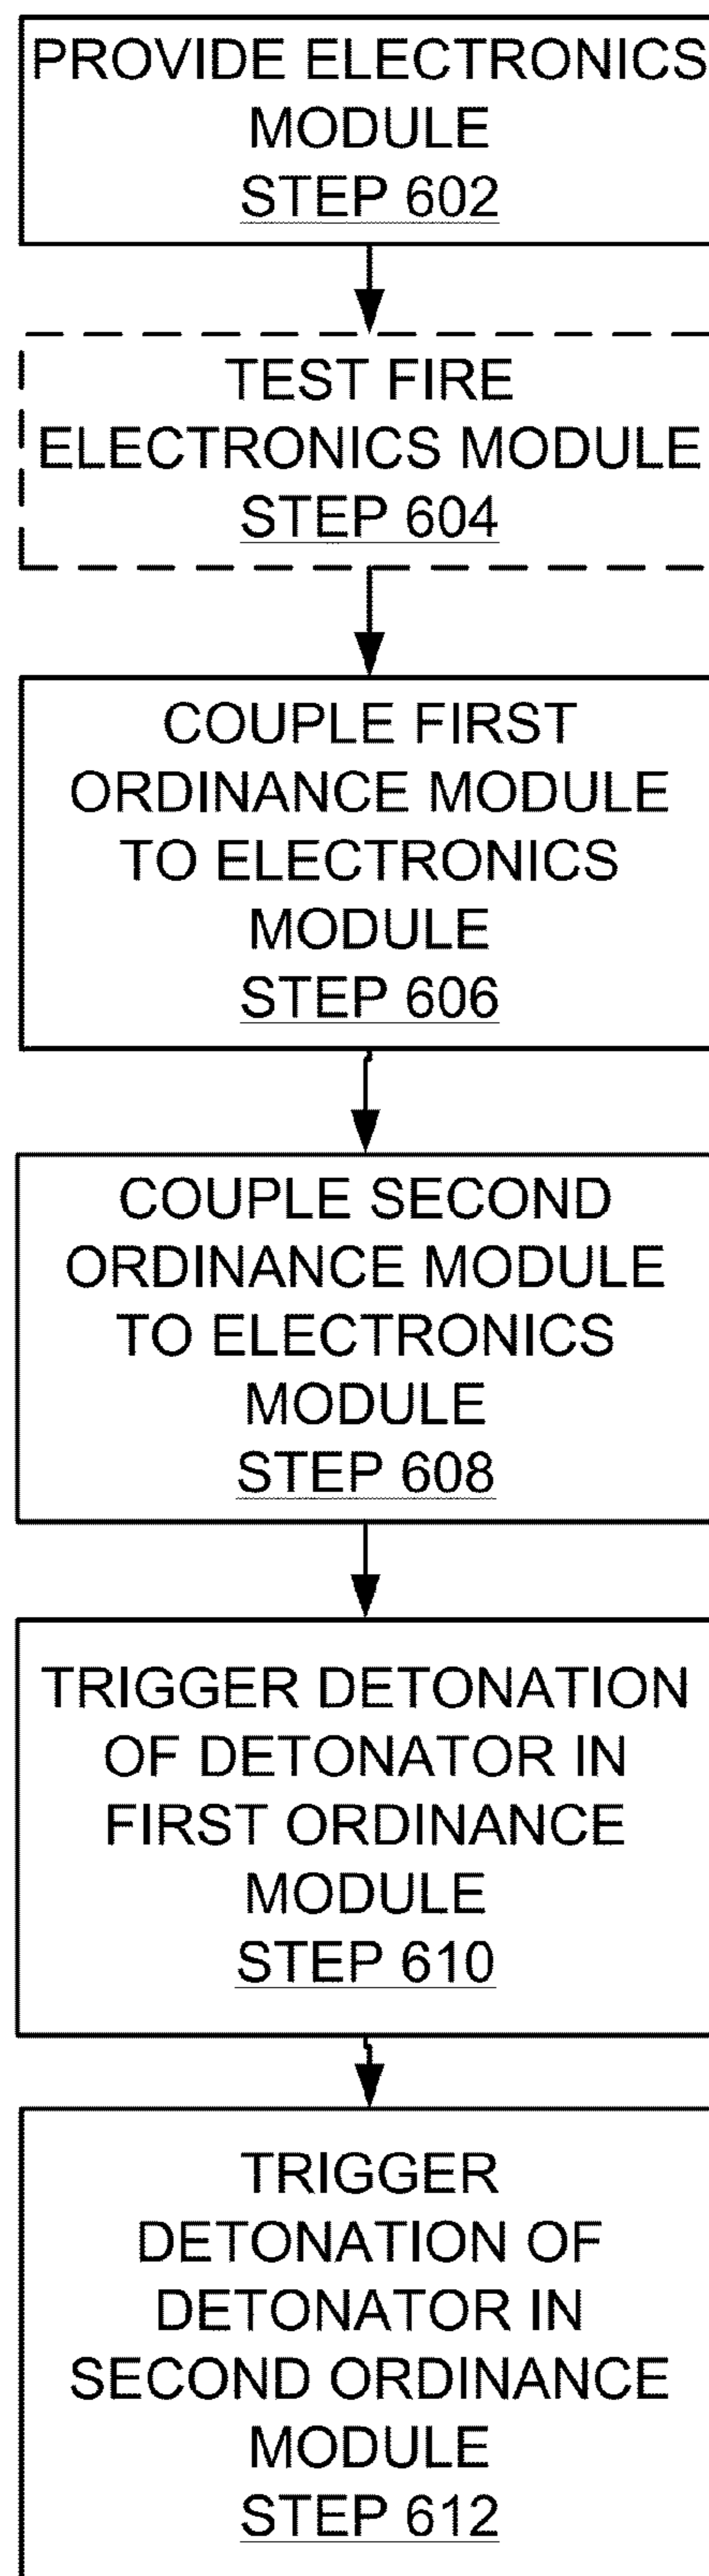 PROVIDE ELECTRONICS
MODULE
STEP 602
TEST FIRE
ELECTRONICS MODULE
STEP 604
COUPLE FIRST
ORDINANCE MODULE
TO ELECTRONICS
MODULE
STEP 606
COUPLE SECOND
ORDINANCE MODULE
TO ELECTRONICS
MODULE
STEP 608
TRIGGER DETONATION
OF DETONATOR IN
FIRST ORDINANCE
MODULE
STEP 610
TRIGGER
DETONATION OF
DETONATOR IN
SECOND ORDINANCE
MODULE
STEP 612